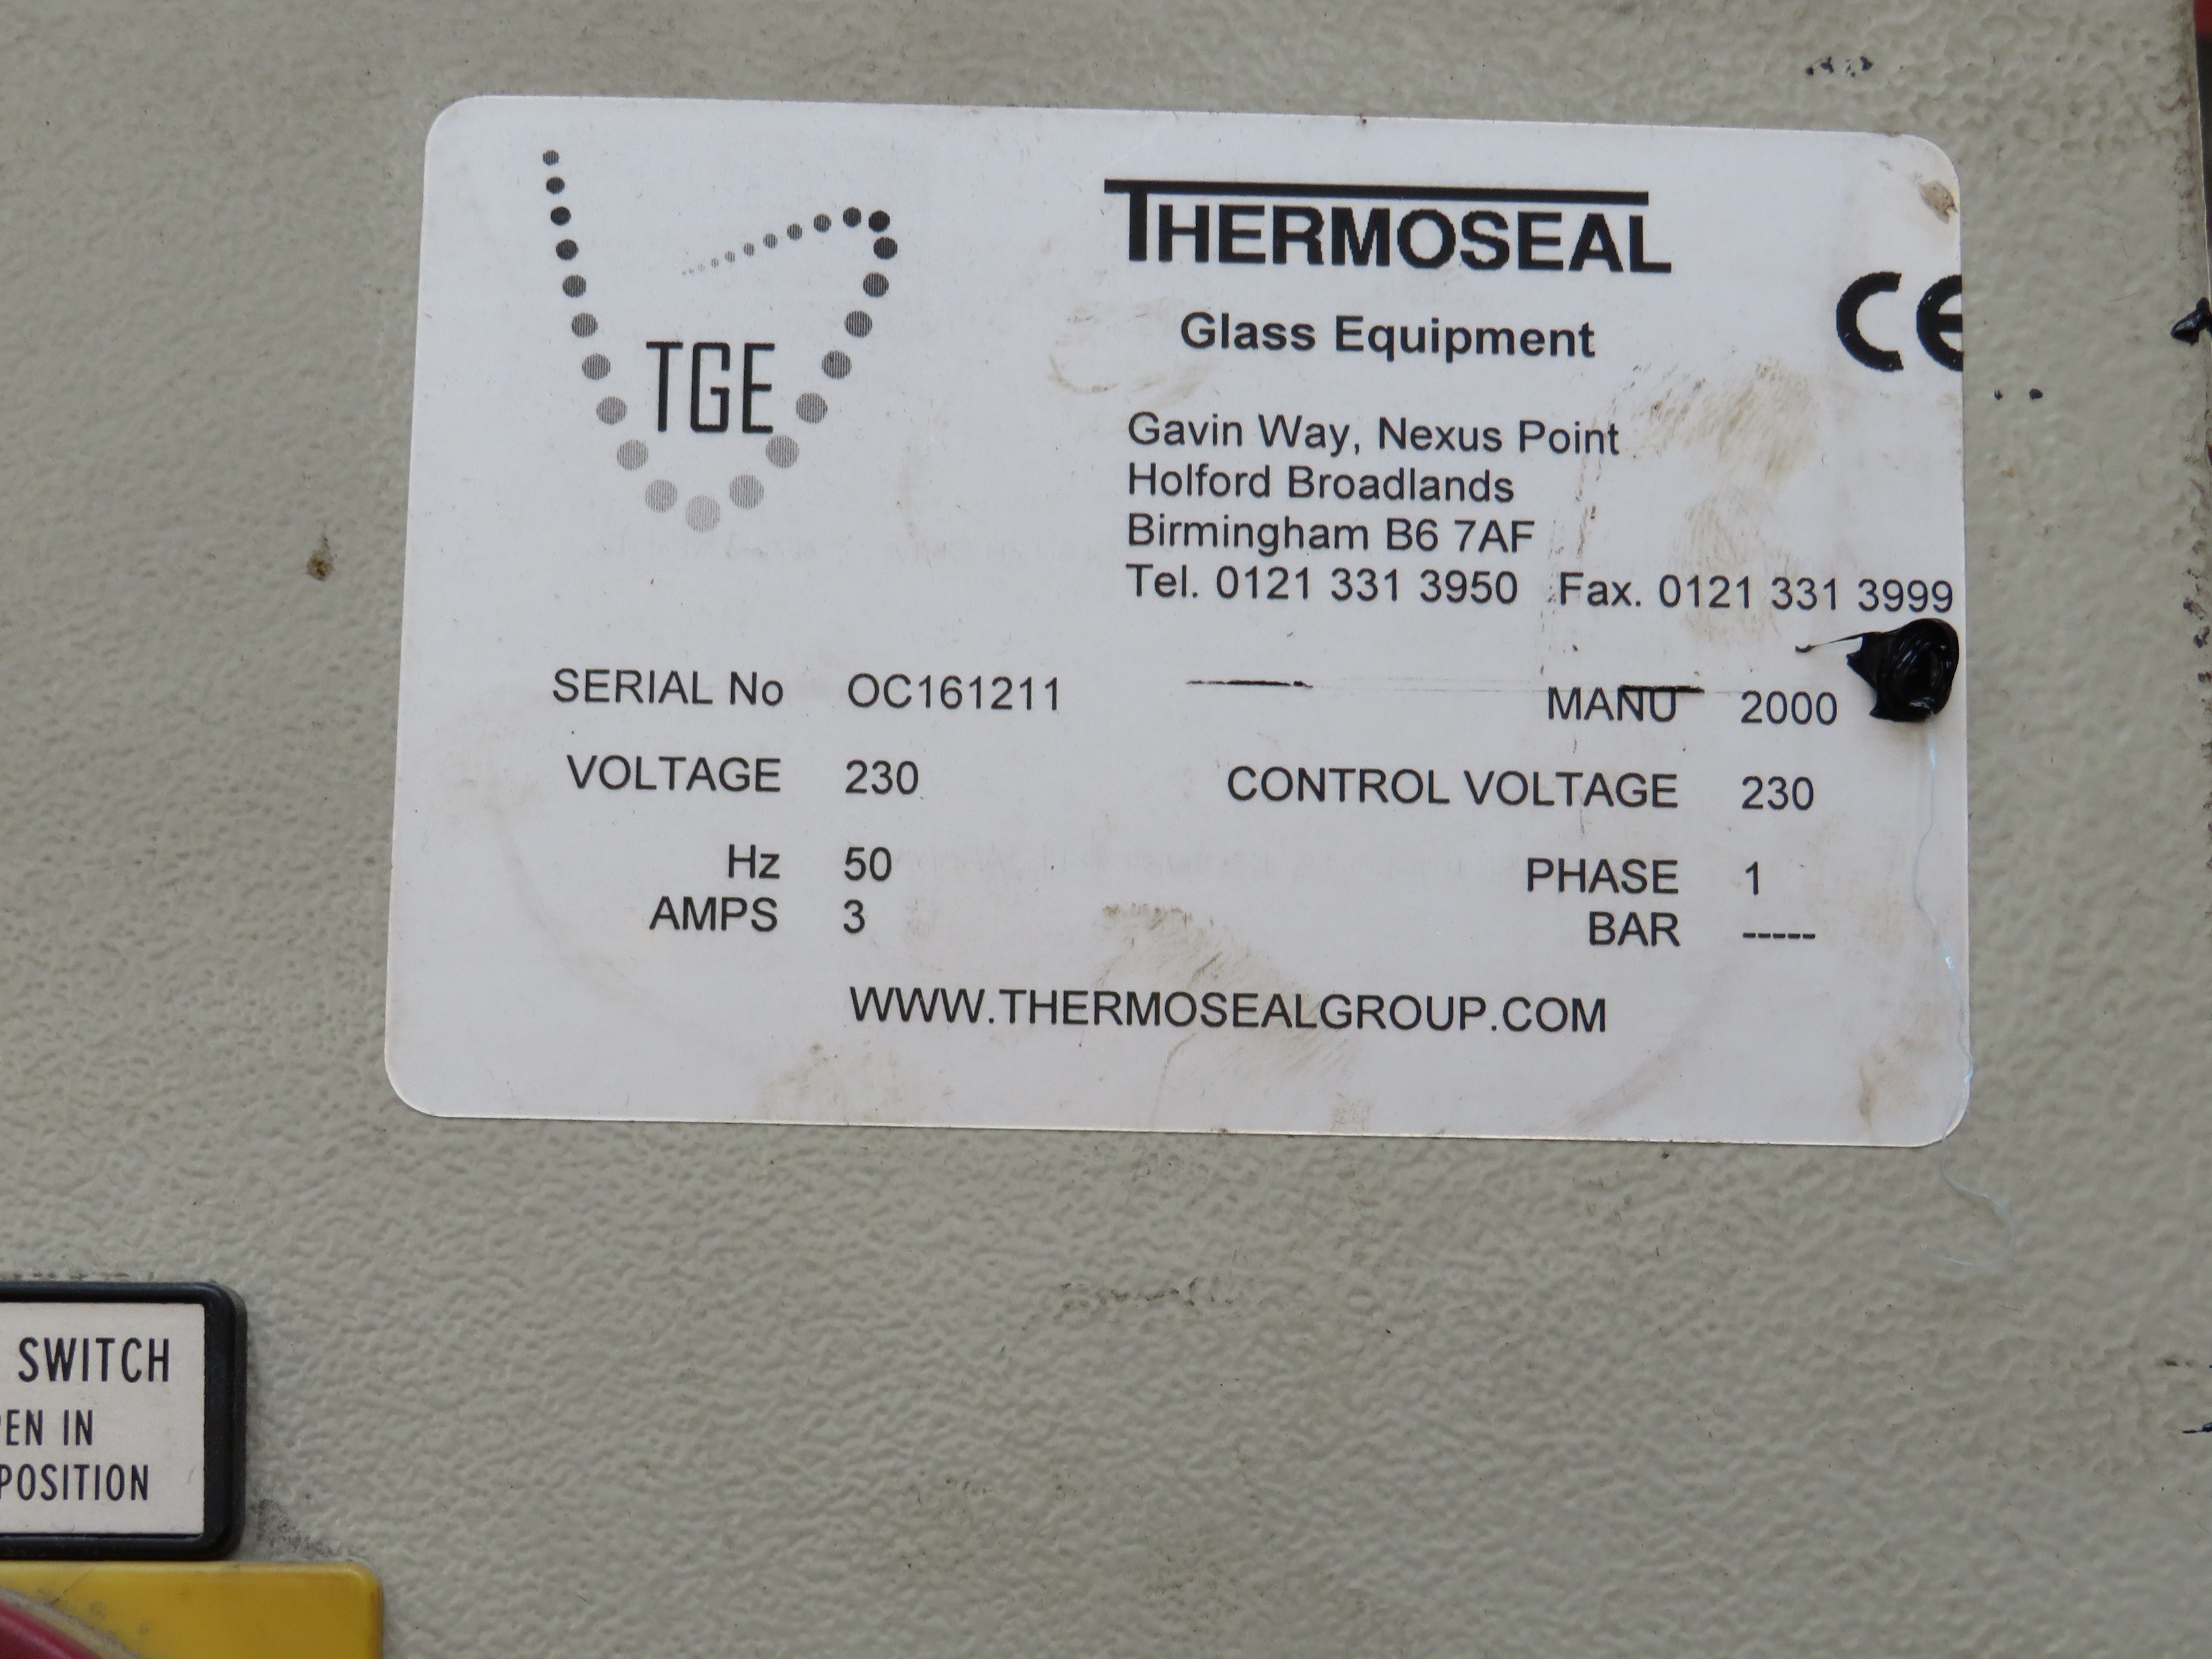 TGE
THERMOSEAL
Glass Equipment
CE
Gavin Way, Nexus Point
Holford Broadlands
Birmingham B6 7AF
Tel. 0121 331 3950 Fax. 0121 331 3999
SERIAL No OC161211 MANU 2000
VOLTAGE 230 CONTROL VOLTAGE 230
Hz 50 PHASE 1
AMPS 3 BAR -----
WWW.THERMOSEALGROUP.COM
SWITCH
IN
POSITION